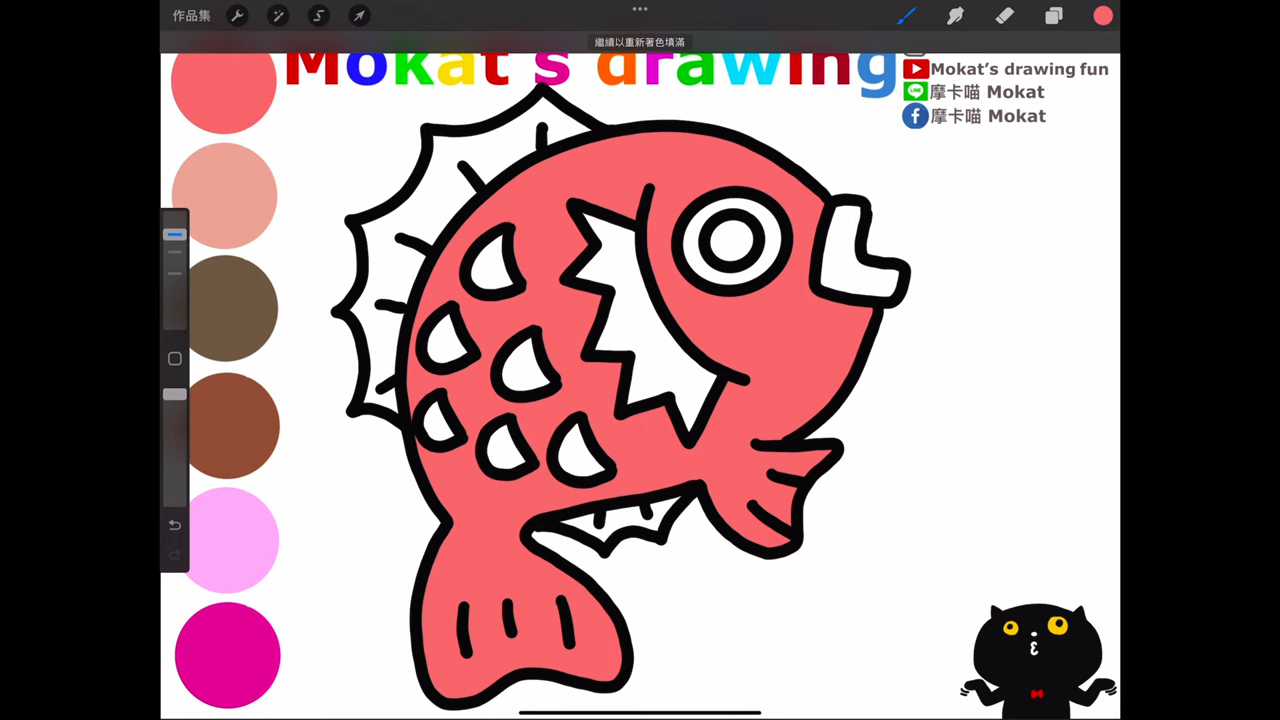 作品集
繼續以重新著色填滿
Mokat's drawing
Mokat's drawing fun
LINE
摩卡喵 Mokat
摩卡喵 Mokat